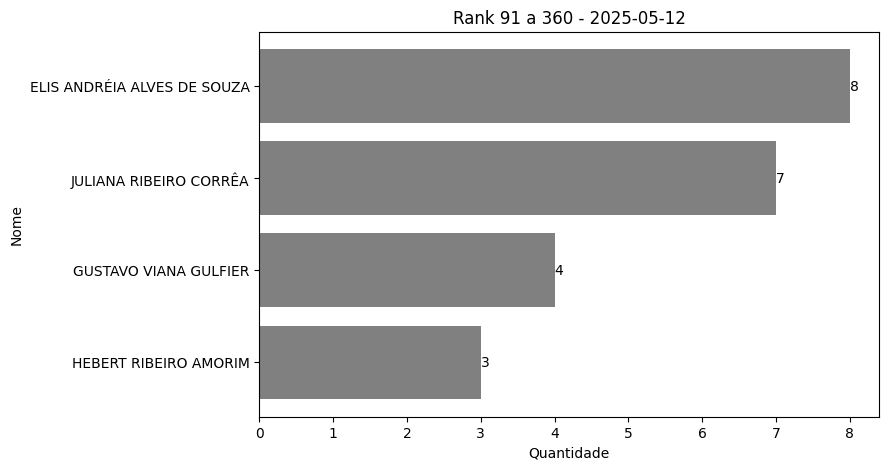 Rank 91 a 360 - 2025-05-12
Nome
ELIS ANDRÉIA ALVES DE SOUZA
8
JULIANA RIBEIRO CORRÊA
7
GUSTAVO VIANA GULFIER
4
HEBERT RIBEIRO AMORIM
3
0 1 2 3 4 5 6 7 8
Quantidade